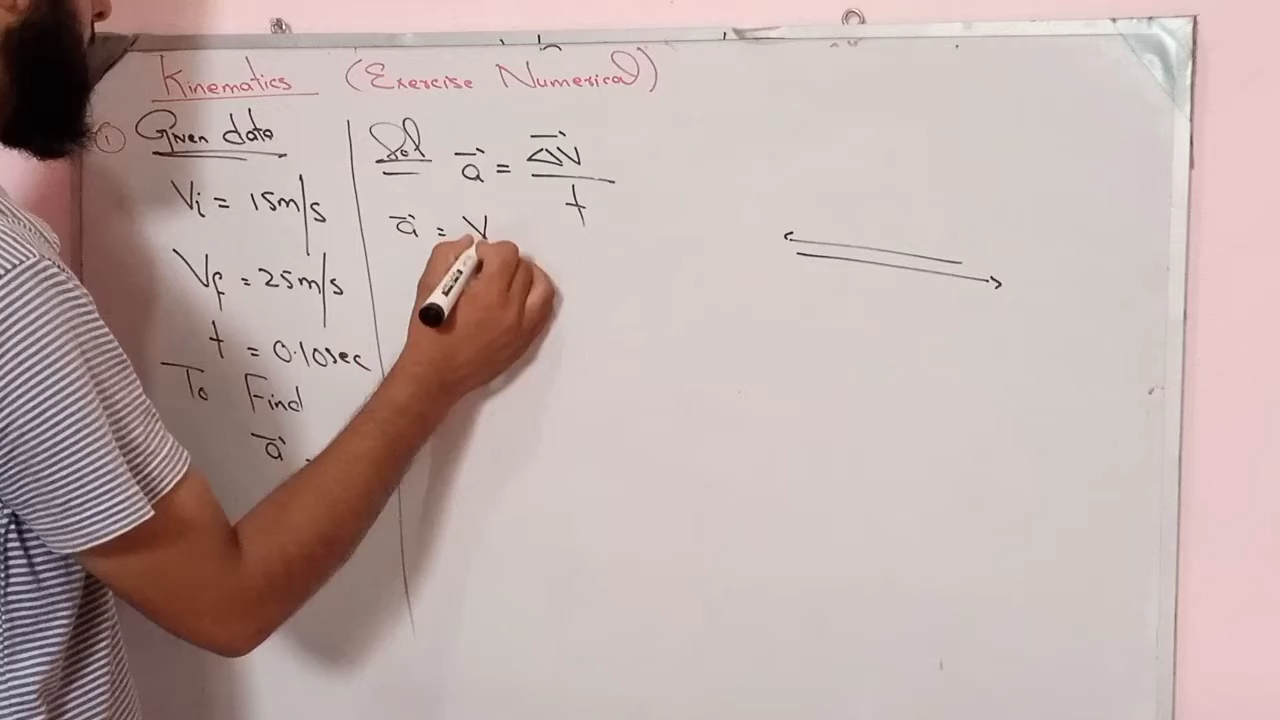 Kinematics (Exercise Numerical)
① Given data
Vi = 15m/s
Vf = 25m/s
t = 0.10sec
To Find
a⃗
Sol a⃗ = ΔV⃗ / t
a⃗ = V